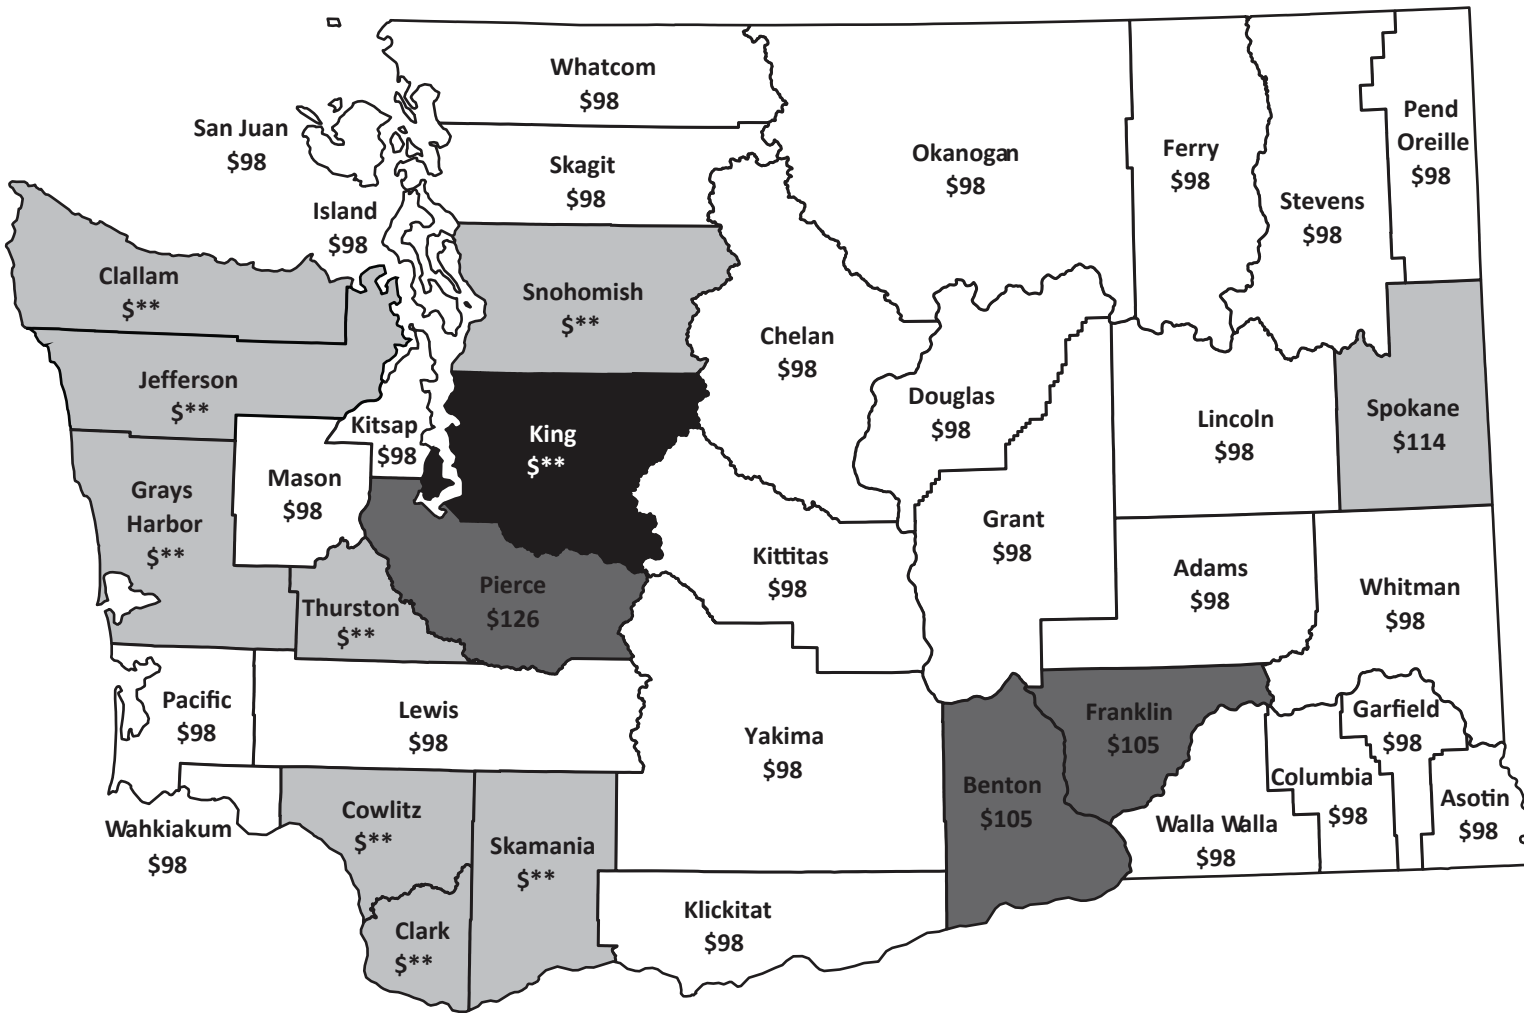 Whatcom
$98
San Juan
$98
Skagit
$98
Island
$98
Okanogan
$98
Ferry
$98
Stevens
$98
Pend
Oreille
$98
Clallam
$**
Snohomish
$**
Chelan
$98
Jefferson
$**
Douglas
$98
Lincoln
$98
Spokane
$114
Kitsap
$98
King
$**
Mason
$98
Grays
Harbor
$**
Grant
$98
Kittitas
$98
Adams
$98
Whitman
$98
Thurston
$**
Pierce
$126
Pacific
$98
Lewis
$98
Yakima
$98
Franklin
$105
Garfield
$98
Benton
$105
Columbia
$98
Asotin
$98
Wahkiakum
$98
Cowlitz
$**
Skamania
$**
Walla Walla
$98
Clark
$**
Klickitat
$98